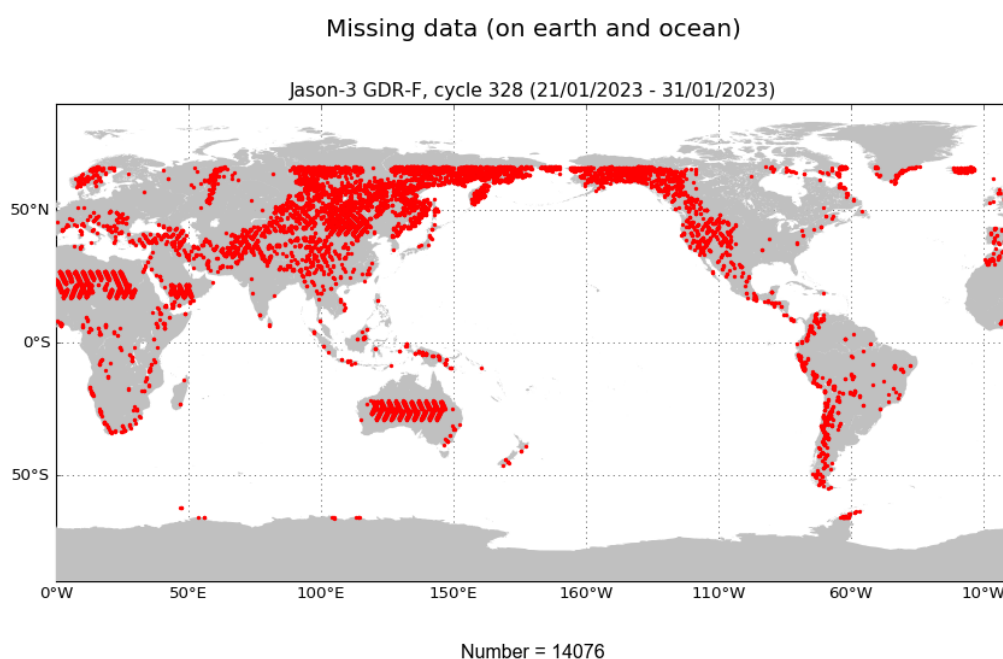 Missing data (on earth and ocean)
Jason-3 GDR-F, cycle 328 (21/01/2023 - 31/01/2023)
50°N
0°S
50°S
0°W 50°E 100°E 150°E 160°W 110°W 60°W 10°W
Number = 14076